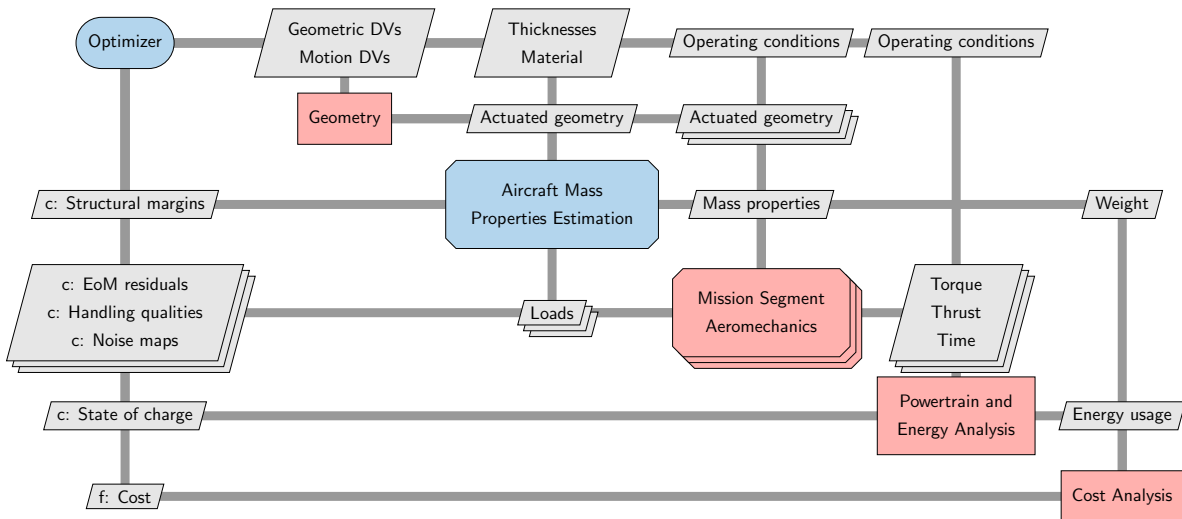 Optimizer
Geometric DVs
Motion DVs
Thicknesses
Material
Operating conditions
Operating conditions
Geometry
Actuated geometry
Actuated geometry
c: Structural margins
Aircraft Mass
Properties Estimation
Mass properties
Weight
c: EoM residuals
c: Handling qualities
c: Noise maps
Loads
Mission Segment
Aeromechanics
Torque
Thrust
Time
c: State of charge
Powertrain and
Energy Analysis
Energy usage
f: Cost
Cost Analysis